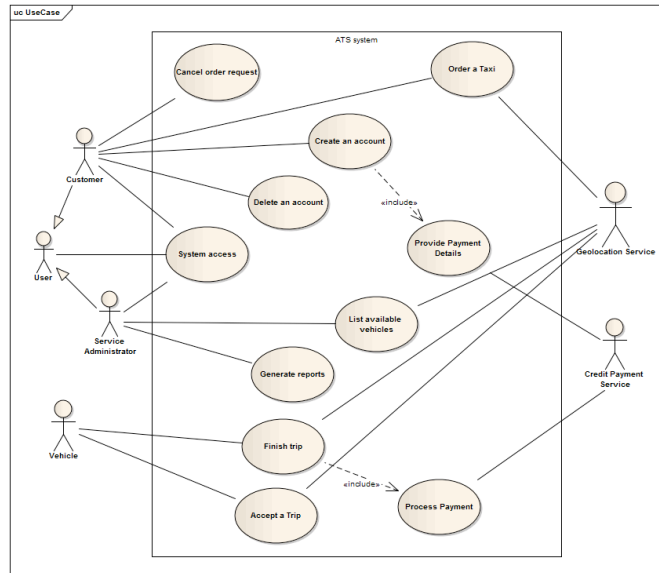 uc UseCase
ATS system
Cancel order request
Order a Taxi
Create an account
Customer
«include»
Delete an account
Provide Payment
Details
Geolocation Service
System access
User
List available
vehicles
Service
Administrator
Generate reports
Credit Payment
Service
Finish trip
Vehicle
«include»
Process Payment
Accept a Trip